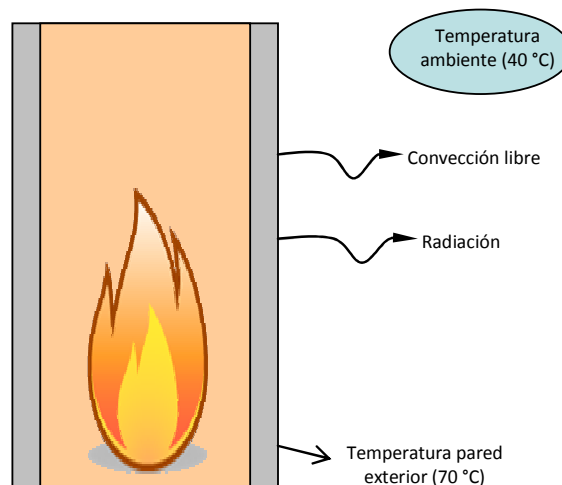 Temperatura
ambiente (40 °C)
Convección libre
Radiación
Temperatura pared
exterior (70 °C)